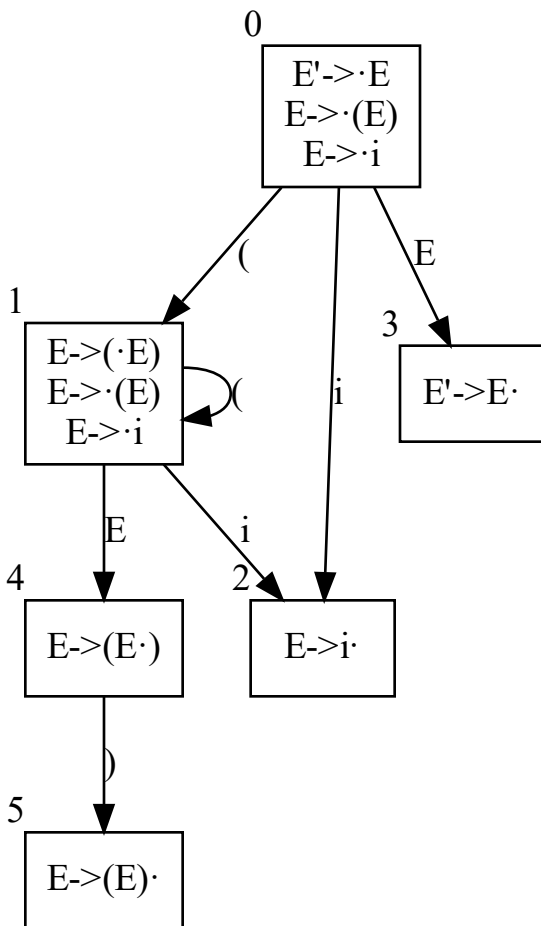 0
E'->·E
E->·(E)
E->·i
(
E
1
3
E->(·E)
E->·(E)
E->·i
(
i
E'->E·
E
i
4
2
E->(E·)
E->i·
)
5
E->(E)·